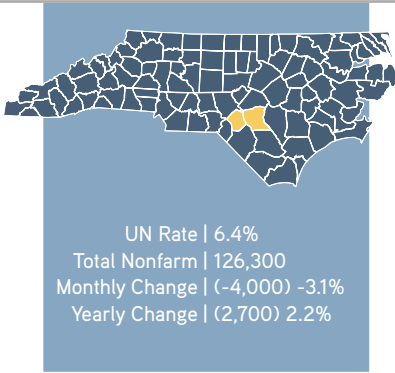 UN Rate | 6.4%
Total Nonfarm | 126,300
Monthly Change | (-4,000) -3.1%
Yearly Change | (2,700) 2.2%